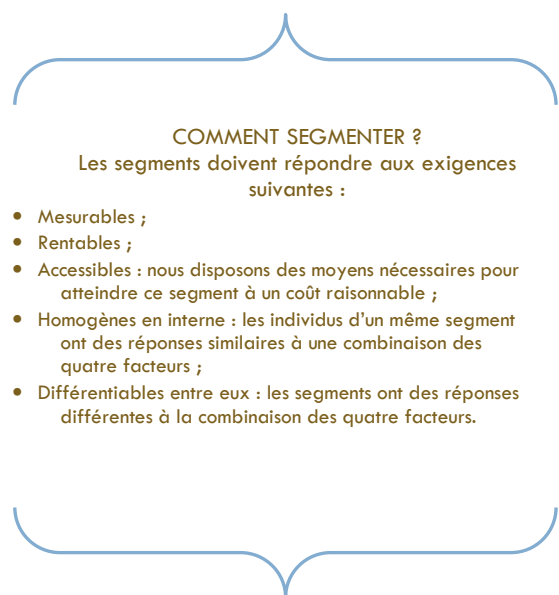 COMMENT SEGMENTER ?
Les segments doivent répondre aux exigences
suivantes :
• Mesurables ;
• Rentables ;
• Accessibles : nous disposons des moyens nécessaires pour
atteindre ce segment à un coût raisonnable ;
• Homogènes en interne : les individus d'un même segment
ont des réponses similaires à une combinaison des
quatre facteurs ;
• Différentiables entre eux : les segments ont des réponses
différentes à la combinaison des quatre facteurs.